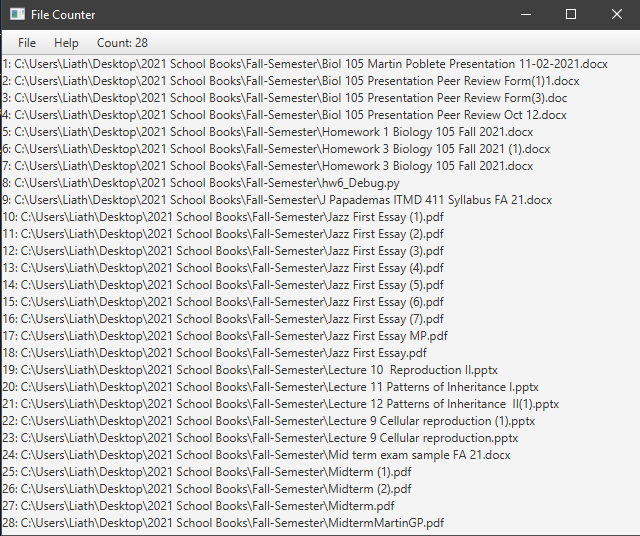 File Counter
File Help Count: 28
1: C:\Users\Liath\Desktop\2021 School Books\Fall-Semester\Biol 105 Martin Poblete Presentation 11-02-2021.docx
2: C:\Users\Liath\Desktop\2021 School Books\Fall-Semester\Biol 105 Presentation Peer Review Form(1)1.docx
3: C:\Users\Liath\Desktop\2021 School Books\Fall-Semester\Biol 105 Presentation Peer Review Form(3).doc
4: C:\Users\Liath\Desktop\2021 School Books\Fall-Semester\Biol 105 Presentation Peer Review Oct 12.docx
5: C:\Users\Liath\Desktop\2021 School Books\Fall-Semester\Homework 1 Biology 105 Fall 2021.docx
6: C:\Users\Liath\Desktop\2021 School Books\Fall-Semester\Homework 3 Biology 105 Fall 2021 (1).docx
7: C:\Users\Liath\Desktop\2021 School Books\Fall-Semester\Homework 3 Biology 105 Fall 2021.docx
8: C:\Users\Liath\Desktop\2021 School Books\Fall-Semester\hw6_Debug.py
9: C:\Users\Liath\Desktop\2021 School Books\Fall-Semester\J Papademas ITMD 411 Syllabus FA 21.docx
10: C:\Users\Liath\Desktop\2021 School Books\Fall-Semester\Jazz First Essay (1).pdf
11: C:\Users\Liath\Desktop\2021 School Books\Fall-Semester\Jazz First Essay (2).pdf
12: C:\Users\Liath\Desktop\2021 School Books\Fall-Semester\Jazz First Essay (3).pdf
13: C:\Users\Liath\Desktop\2021 School Books\Fall-Semester\Jazz First Essay (4).pdf
14: C:\Users\Liath\Desktop\2021 School Books\Fall-Semester\Jazz First Essay (5).pdf
15: C:\Users\Liath\Desktop\2021 School Books\Fall-Semester\Jazz First Essay (6).pdf
16: C:\Users\Liath\Desktop\2021 School Books\Fall-Semester\Jazz First Essay (7).pdf
17: C:\Users\Liath\Desktop\2021 School Books\Fall-Semester\Jazz First Essay MP.pdf
18: C:\Users\Liath\Desktop\2021 School Books\Fall-Semester\Jazz First Essay.pdf
19: C:\Users\Liath\Desktop\2021 School Books\Fall-Semester\Lecture 10  Reproduction II.pptx
20: C:\Users\Liath\Desktop\2021 School Books\Fall-Semester\Lecture 11 Patterns of Inheritance I.pptx
21: C:\Users\Liath\Desktop\2021 School Books\Fall-Semester\Lecture 12 Patterns of Inheritance  II(1).pptx
22: C:\Users\Liath\Desktop\2021 School Books\Fall-Semester\Lecture 9 Cellular reproduction (1).pptx
23: C:\Users\Liath\Desktop\2021 School Books\Fall-Semester\Lecture 9 Cellular reproduction.pptx
24: C:\Users\Liath\Desktop\2021 School Books\Fall-Semester\Mid term exam sample FA 21.docx
25: C:\Users\Liath\Desktop\2021 School Books\Fall-Semester\Midterm (1).pdf
26: C:\Users\Liath\Desktop\2021 School Books\Fall-Semester\Midterm (2).pdf
27: C:\Users\Liath\Desktop\2021 School Books\Fall-Semester\Midterm.pdf
28: C:\Users\Liath\Desktop\2021 School Books\Fall-Semester\MidtermMartinGP.pdf